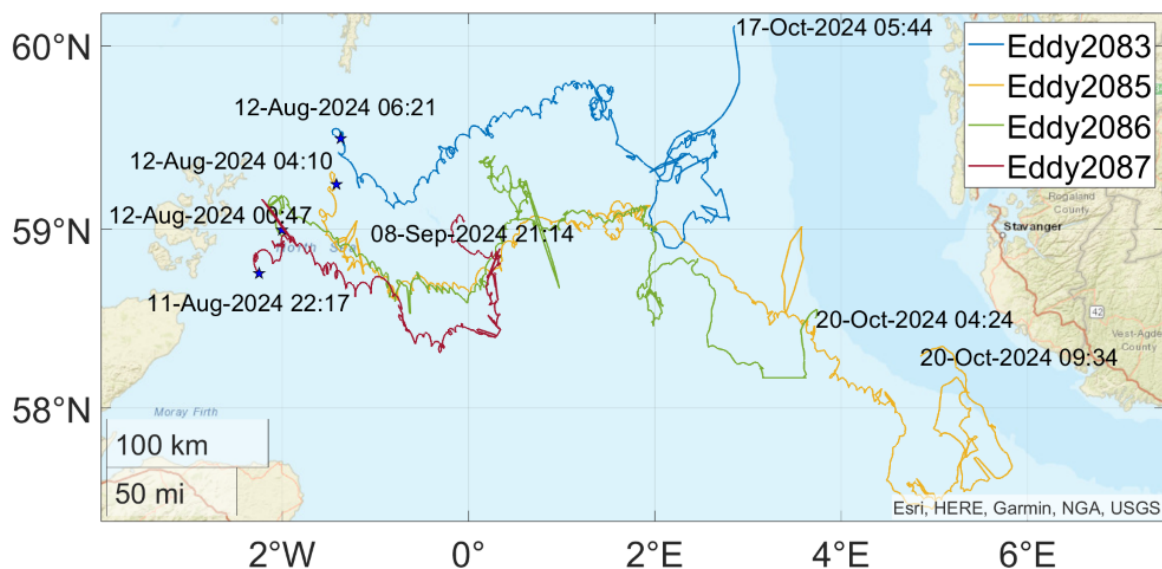 60°N
17-Oct-2024 05:44
Eddy2083
Eddy2085
Eddy2086
Eddy2087
12-Aug-2024 06:21
12-Aug-2024 04:10
59°N
12-Aug-2024 00:47
08-Sep-2024 21:14
North Sea
Rogaland
County
Stavanger
11-Aug-2024 22:17
42
20-Oct-2024 04:24
Vest-Agder
County
20-Oct-2024 09:34
58°N
Moray Firth
100 km
50 mi
Esri, HERE, Garmin, NGA, USGS
2°W
0°
2°E
4°E
6°E